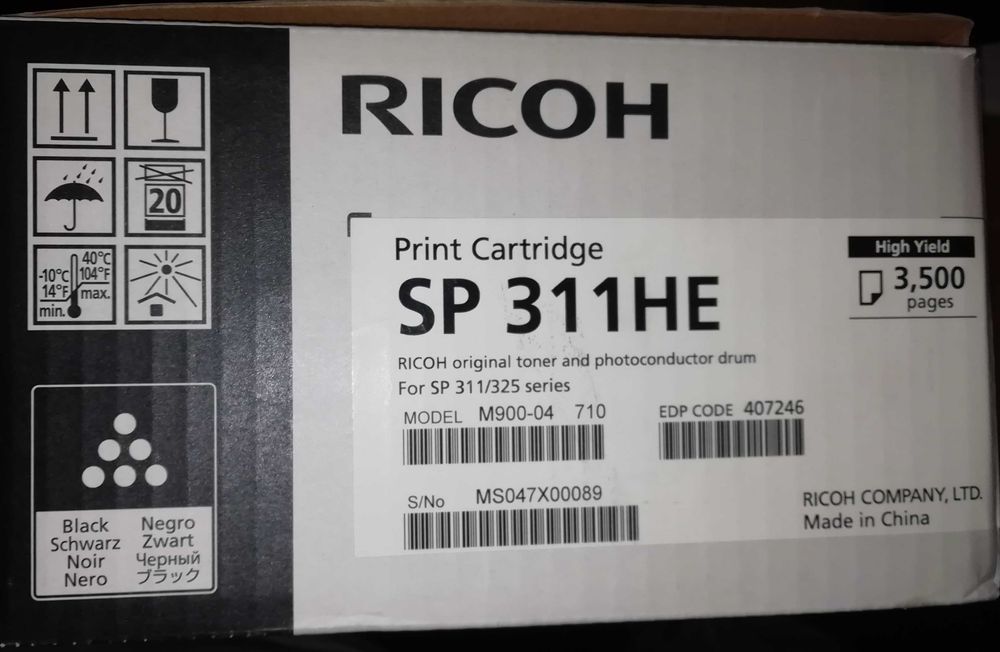 RICOH
20
-10°C
14°F
min.
40°C
104°F
max.
Print Cartridge
SP 311HE
High Yield
3,500
pages
RICOH original toner and photoconductor drum
For SP 311/325 series
MODEL M900-04 710
EDP CODE 407246
S/No MS047X00089
RICOH COMPANY, LTD.
Made in China
Black Negro
Schwarz Zwart
Noir Черный
Nero ブラック